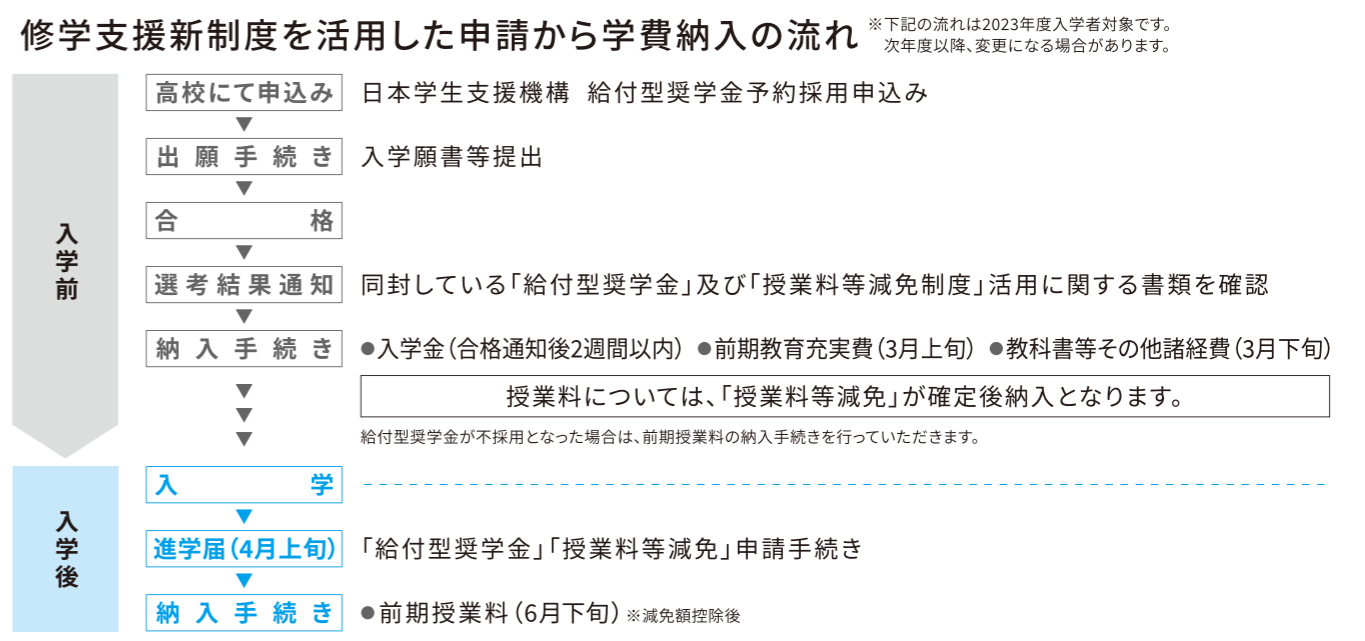 修学支援新制度を活用した申請から学費納入の流れ
※下記の流れは2023年度入学者対象です。
次年度以降、変更になる場合があります。
入学前
高校にて申込み 日本学生支援機構 給付型奨学金予約採用申込み
▼
出願手続き 入学願書等提出
▼
合格
▼
選考結果通知 同封している「給付型奨学金」及び「授業料等減免制度」活用に関する書類を確認
▼
納入手続き ●入学金(合格通知後2週間以内) ●前期教育充実費(3月上旬) ●教科書等その他諸経費(3月下旬)
▼
授業料については、「授業料等減免」が確定後納入となります。
▼
▼
給付型奨学金が不採用となった場合は、前期授業料の納入手続きを行っていただきます。
入学後
入学
▼
進学届(4月上旬) 「給付型奨学金」「授業料等減免」申請手続き
▼
納入手続き ●前期授業料(6月下旬) ※減免額控除後